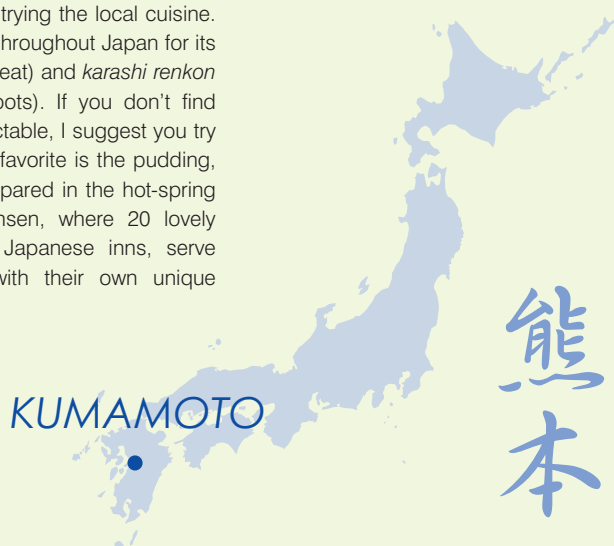 trying the local cuisine.
hroughout Japan for its
eat) and karashi renkon
oots). If you don't find
ctable, I suggest you try
favorite is the pudding,
pared in the hot-spring
nsen, where 20 lovely
Japanese inns, serve
with their own unique
KUMAMOTO
熊
本